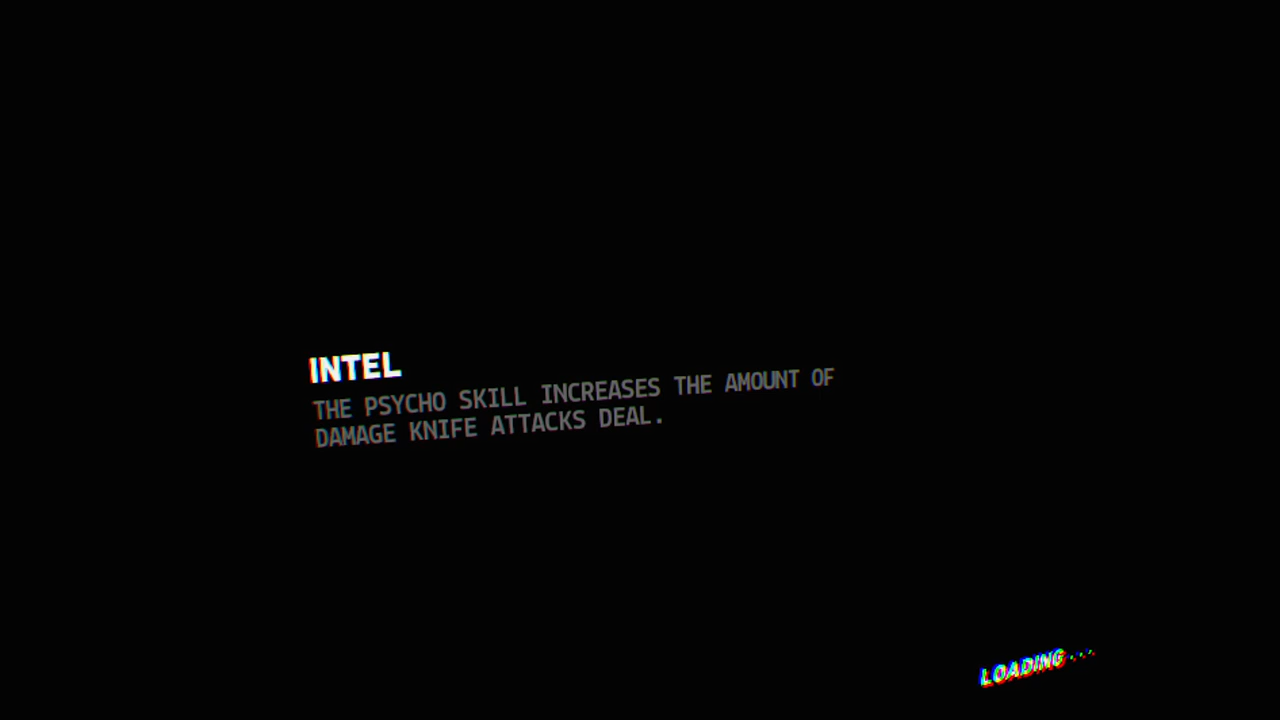 INTEL
THE PSYCHO SKILL INCREASES THE AMOUNT OF
DAMAGE KNIFE ATTACKS DEAL.
LOADING...